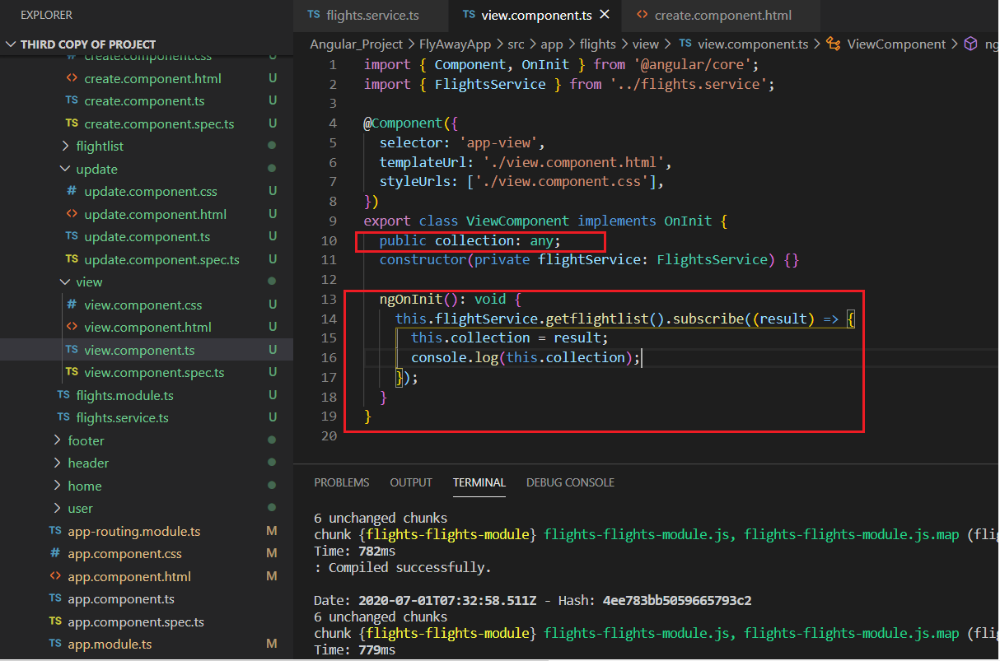 EXPLORER
THIRD COPY OF PROJECT
# create.component.css U
<> create.component.html U
TS create.component.ts U
TS create.component.spec.ts U
flightlist
update
# update.component.css U
<> update.component.html U
TS update.component.ts U
TS update.component.spec.ts U
view
# view.component.css U
<> view.component.html U
TS view.component.ts U
TS view.component.spec.ts U
TS flights.module.ts U
TS flights.service.ts U
footer
header
home
user
TS app-routing.module.ts M
# app.component.css M
<> app.component.html M
TS app.component.ts
TS app.component.spec.ts
TS app.module.ts M
TS flights.service.ts TS view.component.ts <> create.component.html
Angular_Project > FlyAwayApp > src > app > flights > view > TS view.component.ts > ViewComponent > ng
1 import { Component, OnInit } from '@angular/core';
2 import { FlightsService } from '../flights.service';
3
4 @Component({
5 selector: 'app-view',
6 templateUrl: './view.component.html',
7 styleUrls: ['./view.component.css'],
8 })
9 export class ViewComponent implements OnInit {
10 public collection: any;
11 constructor(private flightService: FlightsService) {}
12
13 ngOnInit(): void {
14 this.flightService.getflightlist().subscribe((result) => {
15 this.collection = result;
16 console.log(this.collection);
17 });
18 }
19 }
20
PROBLEMS OUTPUT TERMINAL DEBUG CONSOLE
6 unchanged chunks
chunk {flights-flights-module} flights-flights-module.js, flights-flights-module.js.map (flig
Time: 782ms
: Compiled successfully.
Date: 2020-07-01T07:32:58.511Z - Hash: 4ee783bb5059665793c2
6 unchanged chunks
chunk {flights-flights-module} flights-flights-module.js, flights-flights-module.js.map (flig
Time: 779ms